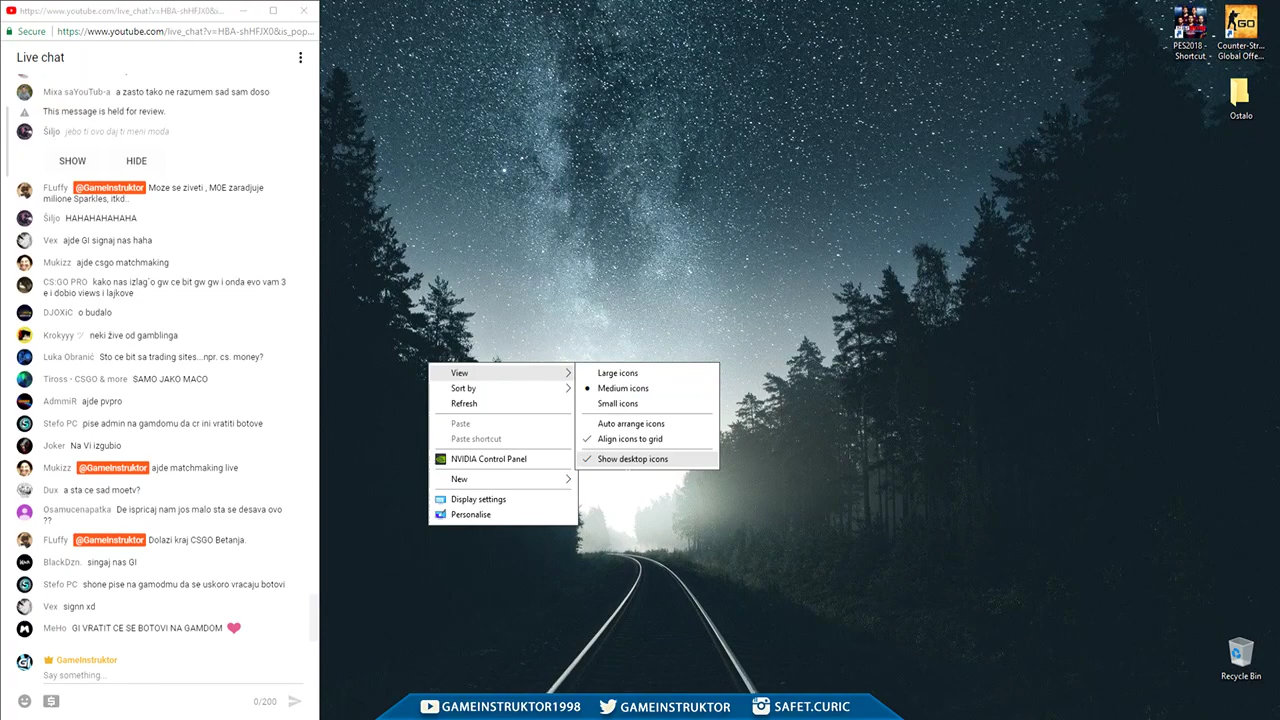 https://www.youtube.com/live_chat?v=HBA-shHFJX0&is...
Secure https://www.youtube.com/live_chat?v=HBA-shHFJX0&is_pop...
Live chat
Mixa saYouTub-a a zasto tako ne razumem sad sam doso
This message is held for review.
Šiljo jebo ti ovo daj ti meni moda
SHOW HIDE
FLuffy @GameInstruktor Moze se ziveti , M0E zaradjuje
milione Sparkles, itkd..
Šiljo HAHAHAHAHAHA
Vex ajde GI signaj nas haha
Mukizz ajde csgo matchmaking
CS:GO PRO kako nas izlag`o gw ce bit gw gw i onda evo vam 3
e i dobio views i lajkove
DJOXiC o budalo
Krokyyy ツ neki žive od gamblinga
Luka Obranić Sto ce bit sa trading sites...npr. cs. money?
Tiross - CSGO & more SAMO JAKO MACO
AdmmiR ajde pvpro
Stefo PC pise admin na gamdomu da cr ini vratiti botove
Joker Na Vi izgubio
Mukizz @GameInstruktor ajde matchmaking live
Dux a sta ce sad moetv?
Osamucenapatka De ispricaj nam jos malo sta se desava ovo
??
FLuffy @GameInstruktor Dolazi kraj CSGO Betanja.
BlackDzn. singaj nas GI
Stefo PC shone pise na gamodmu da se uskoro vracaju botovi
Vex signn xd
MeHo GI VRATIT CE SE BOTOVI NA GAMDOM
GameInstruktor
Say something...
0/200
View
Sort by
Refresh
Paste
Paste shortcut
NVIDIA Control Panel
New
Display settings
Personalise
Large icons
Medium icons
Small icons
Auto arrange icons
Align icons to grid
Show desktop icons
PES2018 -
Shortcut
Counter-Str...
Global Offe...
Ostalo
Recycle Bin
GAMEINSTRUKTOR1998 GAMEINSTRUKTOR SAFET.CURIC